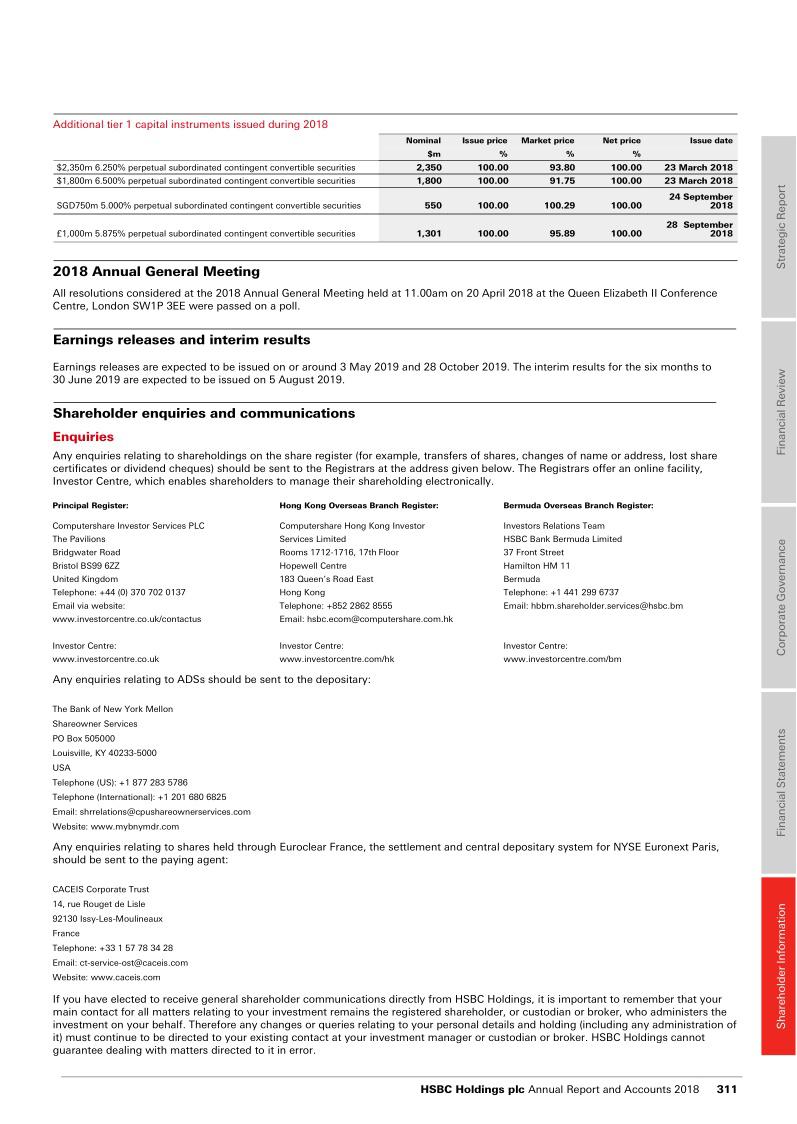 Additional tier 1 capital instruments issued during 2018
Nominal Issue price Market price Net price Issue date
$m % % %
$2,350m 6.250% perpetual subordinated contingent convertible securities 2,350 100.00 93.80 100.00 23 March 2018
$1,800m 6.500% perpetual subordinated contingent convertible securities 1,800 100.00 91.75 100.00 23 March 2018
SGD750m 5.000% perpetual subordinated contingent convertible securities 550 100.00 100.29 100.00 24 September
2018
£1,000m 5.875% perpetual subordinated contingent convertible securities 1,301 100.00 95.89 100.00 28 September
2018
2018 Annual General Meeting
All resolutions considered at the 2018 Annual General Meeting held at 11.00am on 20 April 2018 at the Queen Elizabeth II Conference
Centre, London SW1P 3EE were passed on a poll.
Earnings releases and interim results
Earnings releases are expected to be issued on or around 3 May 2019 and 28 October 2019. The interim results for the six months to
30 June 2019 are expected to be issued on 5 August 2019.
Shareholder enquiries and communications
Enquiries
Any enquiries relating to shareholdings on the share register (for example, transfers of shares, changes of name or address, lost share
certificates or dividend cheques) should be sent to the Registrars at the address given below. The Registrars offer an online facility,
Investor Centre, which enables shareholders to manage their shareholding electronically.
Principal Register:
Computershare Investor Services PLC
The Pavilions
Bridgwater Road
Bristol BS99 6ZZ
United Kingdom
Telephone: +44 (0) 370 702 0137
Email via website:
www.investorcentre.co.uk/contactus
Investor Centre:
www.investorcentre.co.uk
Hong Kong Overseas Branch Register:
Computershare Hong Kong Investor
Services Limited
Rooms 1712-1716, 17th Floor
Hopewell Centre
183 Queen's Road East
Hong Kong
Telephone: +852 2862 8555
Email: hsbc.ecom@computershare.com.hk
Investor Centre:
www.investorcentre.com/hk
Bermuda Overseas Branch Register:
Investors Relations Team
HSBC Bank Bermuda Limited
37 Front Street
Hamilton HM 11
Bermuda
Telephone: +1 441 299 6737
Email: hbbm.shareholder.services@hsbc.bm
Investor Centre:
www.investorcentre.com/bm
Any enquiries relating to ADSs should be sent to the depositary:
The Bank of New York Mellon
Shareowner Services
PO Box 505000
Louisville, KY 40233-5000
USA
Telephone (US): +1 877 283 5786
Telephone (International): +1 201 680 6825
Email: shrrelations@cpushareownerservices.com
Website: www.mybnymdr.com
Any enquiries relating to shares held through Euroclear France, the settlement and central depositary system for NYSE Euronext Paris,
should be sent to the paying agent:
CACEIS Corporate Trust
14, rue Rouget de Lisle
92130 Issy-Les-Moulineaux
France
Telephone: +33 1 57 78 34 28
Email: ct-service-ost@caceis.com
Website: www.caceis.com
If you have elected to receive general shareholder communications directly from HSBC Holdings, it is important to remember that your
main contact for all matters relating to your investment remains the registered shareholder, or custodian or broker, who administers the
investment on your behalf. Therefore any changes or queries relating to your personal details and holding (including any administration of
it) must continue to be directed to your existing contact at your investment manager or custodian or broker. HSBC Holdings cannot
guarantee dealing with matters directed to it in error.
Strategic Report
Financial Review
Corporate Governance
Financial Statements
Shareholder Information
HSBC Holdings plc Annual Report and Accounts 2018 311